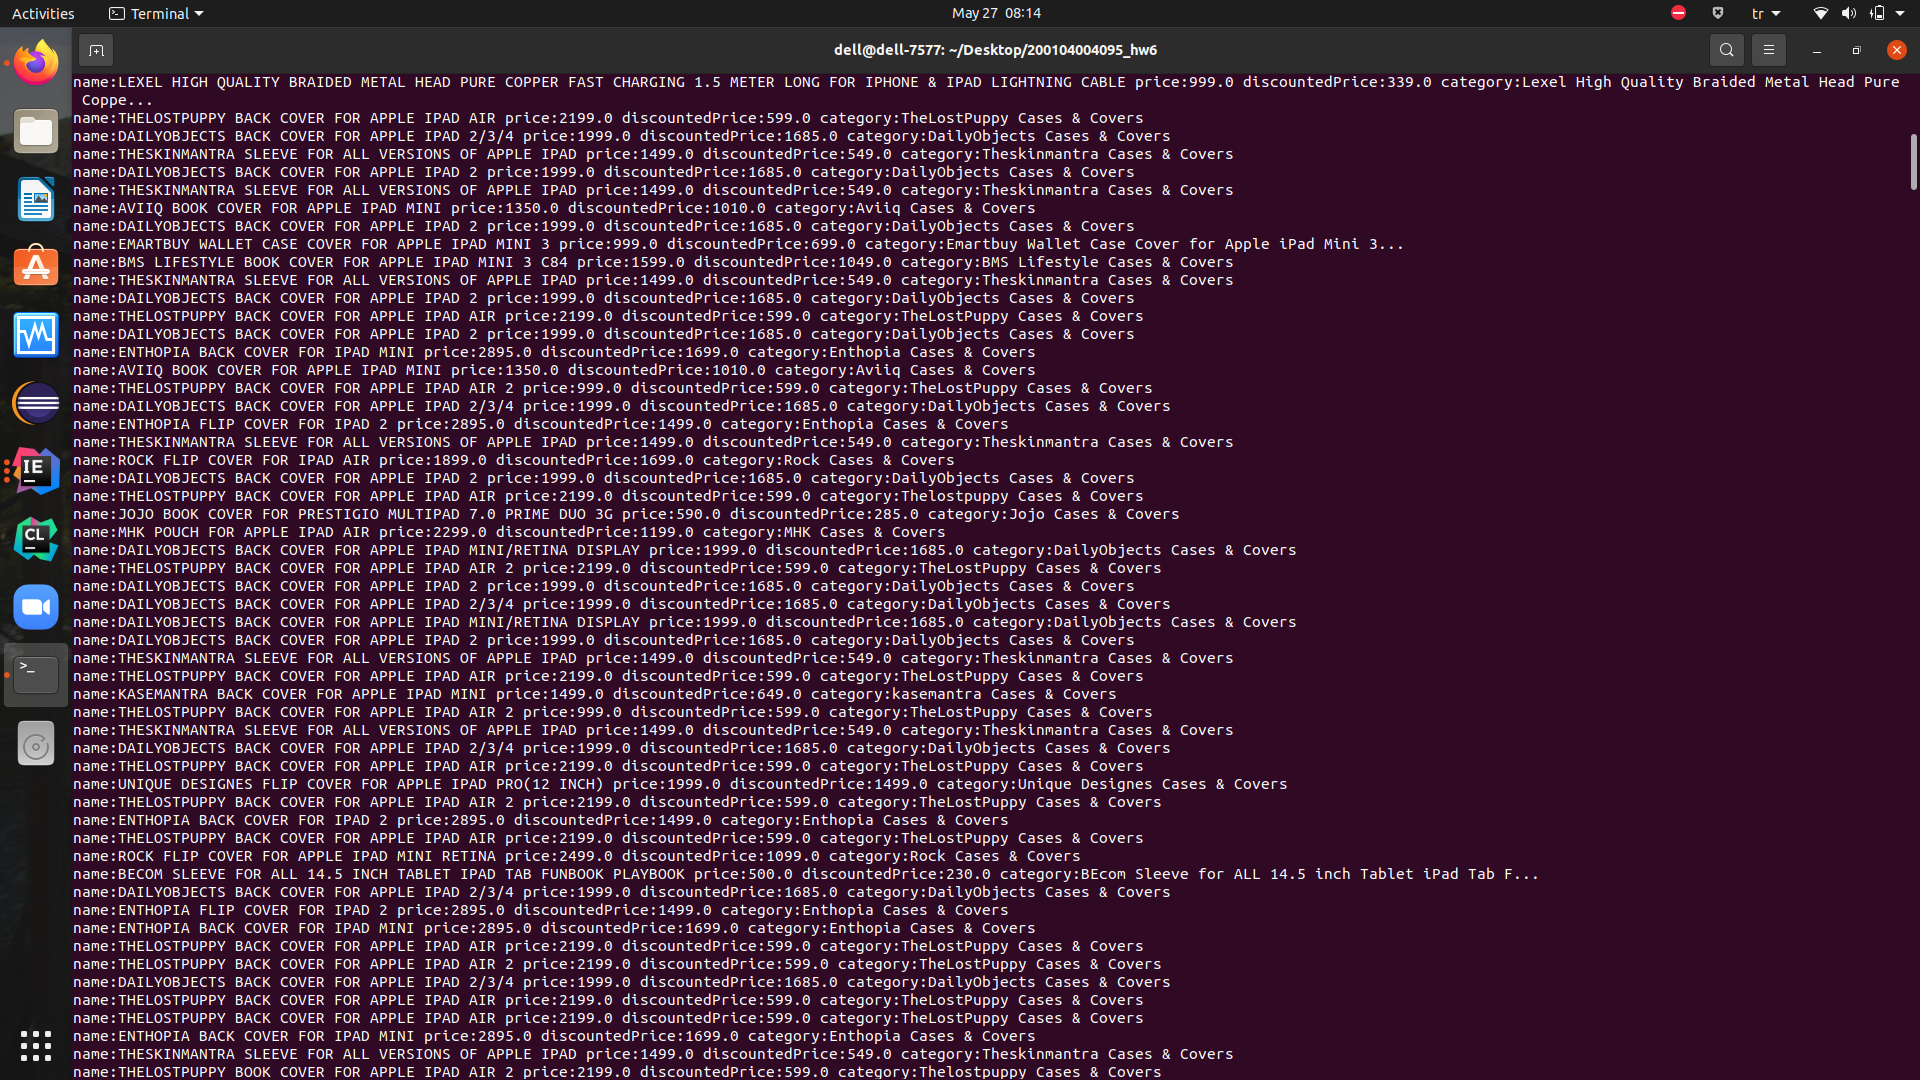 Activities
Terminal
May 27 08:14
tr
dell@dell-7577: ~/Desktop/200104004095_hw6
name:LEXEL HIGH QUALITY BRAIDED METAL HEAD PURE COPPER FAST CHARGING 1.5 METER LONG FOR IPHONE & IPAD LIGHTNING CABLE price:999.0 discountedPrice:339.0 category:Lexel High Quality Braided Metal Head Pure
Coppe...
name:THELOSTPUPPY BACK COVER FOR APPLE IPAD AIR price:2199.0 discountedPrice:599.0 category:TheLostPuppy Cases & Covers
name:DAILYOBJECTS BACK COVER FOR APPLE IPAD 2/3/4 price:1999.0 discountedPrice:1685.0 category:DailyObjects Cases & Covers
name:THESKINMANTRA SLEEVE FOR ALL VERSIONS OF APPLE IPAD price:1499.0 discountedPrice:549.0 category:Theskinmantra Cases & Covers
name:DAILYOBJECTS BACK COVER FOR APPLE IPAD 2 price:1999.0 discountedPrice:1685.0 category:DailyObjects Cases & Covers
name:THESKINMANTRA SLEEVE FOR ALL VERSIONS OF APPLE IPAD price:1499.0 discountedPrice:549.0 category:Theskinmantra Cases & Covers
name:AVIIQ BOOK COVER FOR APPLE IPAD MINI price:1350.0 discountedPrice:1010.0 category:Aviiq Cases & Covers
name:DAILYOBJECTS BACK COVER FOR APPLE IPAD 2 price:1999.0 discountedPrice:1685.0 category:DailyObjects Cases & Covers
name:EMARTBUY WALLET CASE COVER FOR APPLE IPAD MINI 3 price:999.0 discountedPrice:699.0 category:Emartbuy Wallet Case Cover for Apple iPad Mini 3...
name:BMS LIFESTYLE BOOK COVER FOR APPLE IPAD MINI 3 C84 price:1599.0 discountedPrice:1049.0 category:BMS Lifestyle Cases & Covers
name:THESKINMANTRA SLEEVE FOR ALL VERSIONS OF APPLE IPAD price:1499.0 discountedPrice:549.0 category:Theskinmantra Cases & Covers
name:DAILYOBJECTS BACK COVER FOR APPLE IPAD 2 price:1999.0 discountedPrice:1685.0 category:DailyObjects Cases & Covers
name:THELOSTPUPPY BACK COVER FOR APPLE IPAD AIR price:2199.0 discountedPrice:599.0 category:TheLostPuppy Cases & Covers
name:DAILYOBJECTS BACK COVER FOR APPLE IPAD 2 price:1999.0 discountedPrice:1685.0 category:DailyObjects Cases & Covers
name:ENTHOPIA BACK COVER FOR IPAD MINI price:2895.0 discountedPrice:1699.0 category:Enthopia Cases & Covers
name:AVIIQ BOOK COVER FOR APPLE IPAD MINI price:1350.0 discountedPrice:1010.0 category:Aviiq Cases & Covers
name:THELOSTPUPPY BACK COVER FOR APPLE IPAD AIR 2 price:999.0 discountedPrice:599.0 category:TheLostPuppy Cases & Covers
name:DAILYOBJECTS BACK COVER FOR APPLE IPAD 2/3/4 price:1999.0 discountedPrice:1685.0 category:DailyObjects Cases & Covers
name:ENTHOPIA FLIP COVER FOR IPAD 2 price:2895.0 discountedPrice:1499.0 category:Enthopia Cases & Covers
name:THESKINMANTRA SLEEVE FOR ALL VERSIONS OF APPLE IPAD price:1499.0 discountedPrice:549.0 category:Theskinmantra Cases & Covers
name:ROCK FLIP COVER FOR IPAD AIR price:1899.0 discountedPrice:1699.0 category:Rock Cases & Covers
name:DAILYOBJECTS BACK COVER FOR APPLE IPAD 2 price:1999.0 discountedPrice:1685.0 category:DailyObjects Cases & Covers
name:THELOSTPUPPY BACK COVER FOR APPLE IPAD AIR price:2199.0 discountedPrice:599.0 category:Thelostpuppy Cases & Covers
name:JOJO BOOK COVER FOR PRESTIGIO MULTIPAD 7.0 PRIME DUO 3G price:590.0 discountedPrice:285.0 category:Jojo Cases & Covers
name:MHK POUCH FOR APPLE IPAD AIR price:2299.0 discountedPrice:1199.0 category:MHK Cases & Covers
name:DAILYOBJECTS BACK COVER FOR APPLE IPAD MINI/RETINA DISPLAY price:1999.0 discountedPrice:1685.0 category:DailyObjects Cases & Covers
name:THELOSTPUPPY BACK COVER FOR APPLE IPAD AIR 2 price:2199.0 discountedPrice:599.0 category:TheLostPuppy Cases & Covers
name:DAILYOBJECTS BACK COVER FOR APPLE IPAD 2 price:1999.0 discountedPrice:1685.0 category:DailyObjects Cases & Covers
name:DAILYOBJECTS BACK COVER FOR APPLE IPAD 2/3/4 price:1999.0 discountedPrice:1685.0 category:DailyObjects Cases & Covers
name:DAILYOBJECTS BACK COVER FOR APPLE IPAD MINI/RETINA DISPLAY price:1999.0 discountedPrice:1685.0 category:DailyObjects Cases & Covers
name:DAILYOBJECTS BACK COVER FOR APPLE IPAD 2 price:1999.0 discountedPrice:1685.0 category:DailyObjects Cases & Covers
name:THESKINMANTRA SLEEVE FOR ALL VERSIONS OF APPLE IPAD price:1499.0 discountedPrice:549.0 category:Theskinmantra Cases & Covers
name:THELOSTPUPPY BACK COVER FOR APPLE IPAD AIR price:2199.0 discountedPrice:599.0 category:TheLostPuppy Cases & Covers
name:KASEMANTRA BACK COVER FOR APPLE IPAD MINI price:1499.0 discountedPrice:649.0 category:kasemantra Cases & Covers
name:THELOSTPUPPY BACK COVER FOR APPLE IPAD AIR 2 price:999.0 discountedPrice:599.0 category:TheLostPuppy Cases & Covers
name:THESKINMANTRA SLEEVE FOR ALL VERSIONS OF APPLE IPAD price:1499.0 discountedPrice:549.0 category:Theskinmantra Cases & Covers
name:DAILYOBJECTS BACK COVER FOR APPLE IPAD 2/3/4 price:1999.0 discountedPrice:1685.0 category:DailyObjects Cases & Covers
name:THELOSTPUPPY BACK COVER FOR APPLE IPAD AIR price:2199.0 discountedPrice:599.0 category:TheLostPuppy Cases & Covers
name:UNIQUE DESIGNES FLIP COVER FOR APPLE IPAD PRO(12 INCH) price:1999.0 discountedPrice:1499.0 category:Unique Designes Cases & Covers
name:THELOSTPUPPY BACK COVER FOR APPLE IPAD AIR 2 price:2199.0 discountedPrice:599.0 category:TheLostPuppy Cases & Covers
name:ENTHOPIA BACK COVER FOR IPAD 2 price:2895.0 discountedPrice:1499.0 category:Enthopia Cases & Covers
name:THELOSTPUPPY BACK COVER FOR APPLE IPAD AIR price:2199.0 discountedPrice:599.0 category:TheLostPuppy Cases & Covers
name:ROCK FLIP COVER FOR APPLE IPAD MINI RETINA price:2499.0 discountedPrice:1099.0 category:Rock Cases & Covers
name:BECOM SLEEVE FOR ALL 14.5 INCH TABLET IPAD TAB FUNBOOK PLAYBOOK price:500.0 discountedPrice:230.0 category:BEcom Sleeve for ALL 14.5 inch Tablet iPad Tab F...
name:DAILYOBJECTS BACK COVER FOR APPLE IPAD 2/3/4 price:1999.0 discountedPrice:1685.0 category:DailyObjects Cases & Covers
name:ENTHOPIA FLIP COVER FOR IPAD 2 price:2895.0 discountedPrice:1499.0 category:Enthopia Cases & Covers
name:ENTHOPIA BACK COVER FOR IPAD MINI price:2895.0 discountedPrice:1699.0 category:Enthopia Cases & Covers
name:THELOSTPUPPY BACK COVER FOR APPLE IPAD AIR price:2199.0 discountedPrice:599.0 category:TheLostPuppy Cases & Covers
name:THELOSTPUPPY BACK COVER FOR APPLE IPAD AIR 2 price:2199.0 discountedPrice:599.0 category:TheLostPuppy Cases & Covers
name:DAILYOBJECTS BACK COVER FOR APPLE IPAD 2/3/4 price:1999.0 discountedPrice:1685.0 category:DailyObjects Cases & Covers
name:THELOSTPUPPY BACK COVER FOR APPLE IPAD AIR price:2199.0 discountedPrice:599.0 category:TheLostPuppy Cases & Covers
name:THELOSTPUPPY BACK COVER FOR APPLE IPAD AIR price:2199.0 discountedPrice:599.0 category:TheLostPuppy Cases & Covers
name:ENTHOPIA BACK COVER FOR IPAD MINI price:2895.0 discountedPrice:1699.0 category:Enthopia Cases & Covers
name:THESKINMANTRA SLEEVE FOR ALL VERSIONS OF APPLE IPAD price:1499.0 discountedPrice:549.0 category:Theskinmantra Cases & Covers
name:THELOSTPUPPY BOOK COVER FOR APPLE IPAD AIR 2 price:2199.0 discountedPrice:599.0 category:Thelostpuppy Cases & Covers
IE
CL
>_